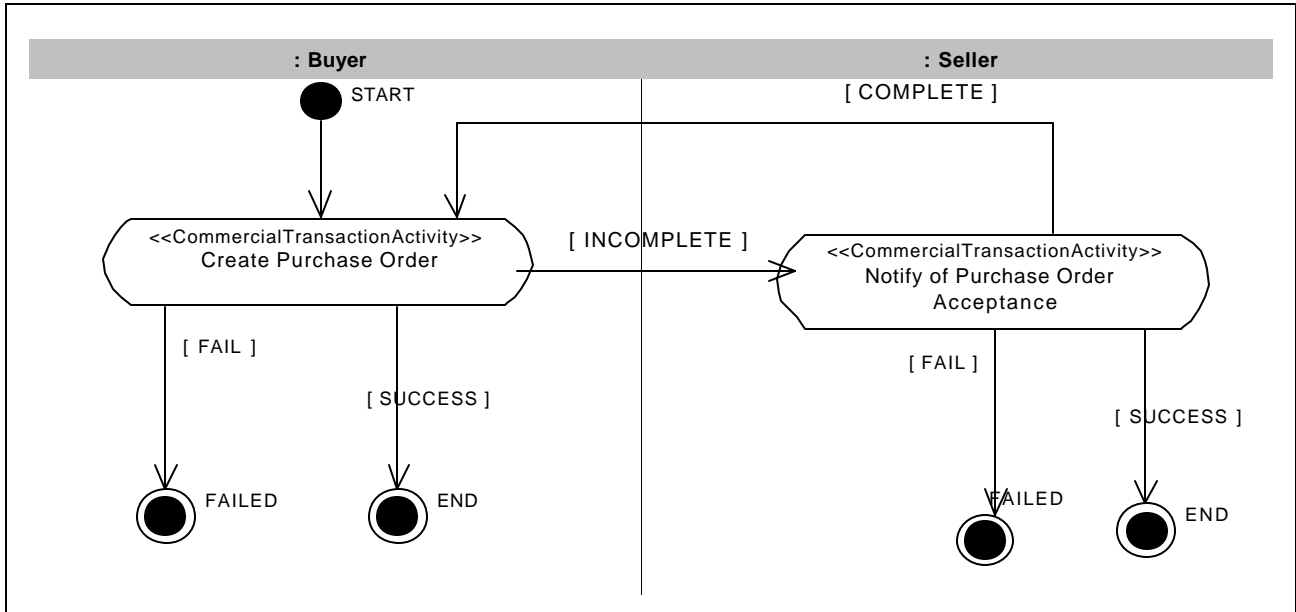 : Buyer
: Seller
START
[ COMPLETE ]
<<CommercialTransactionActivity>>
Create Purchase Order
[ INCOMPLETE ]
<<CommercialTransactionActivity>>
Notify of Purchase Order
Acceptance
[ FAIL ]
[ SUCCESS ]
[ FAIL ]
[ SUCCESS ]
FAILED
END
FAILED
END